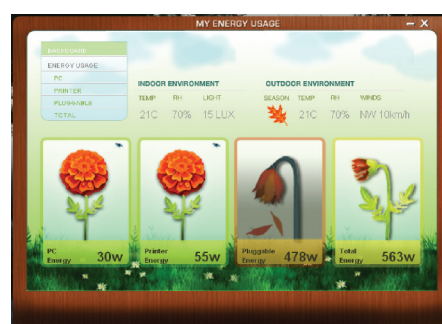 MY ENERGY USAGE
DASHBOARD
ENERGY USAGE
PC
PRINTER
PLUGGABLE
TOTAL
INDOOR ENVIRONMENT
TEMP RH LIGHT
21C 70% 15 LUX
OUTDOOR ENVIRONMENT
SEASON TEMP RH WINDS
21C 70% NW 10km/h
PC Energy 30w
Printer Energy 55w
Pluggable Energy 478w
Total Energy 563w